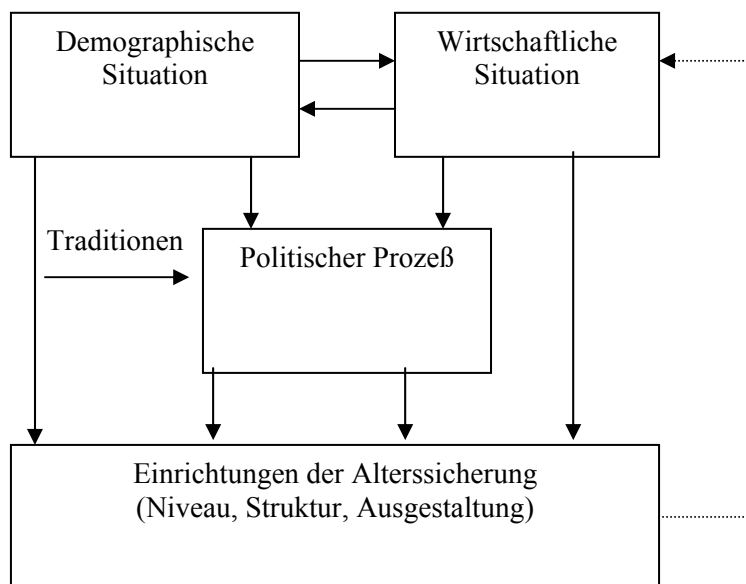 Demographische
Situation
Wirtschaftliche
Situation
Traditionen
Politischer Prozeß
Einrichtungen der Alterssicherung
(Niveau, Struktur, Ausgestaltung)